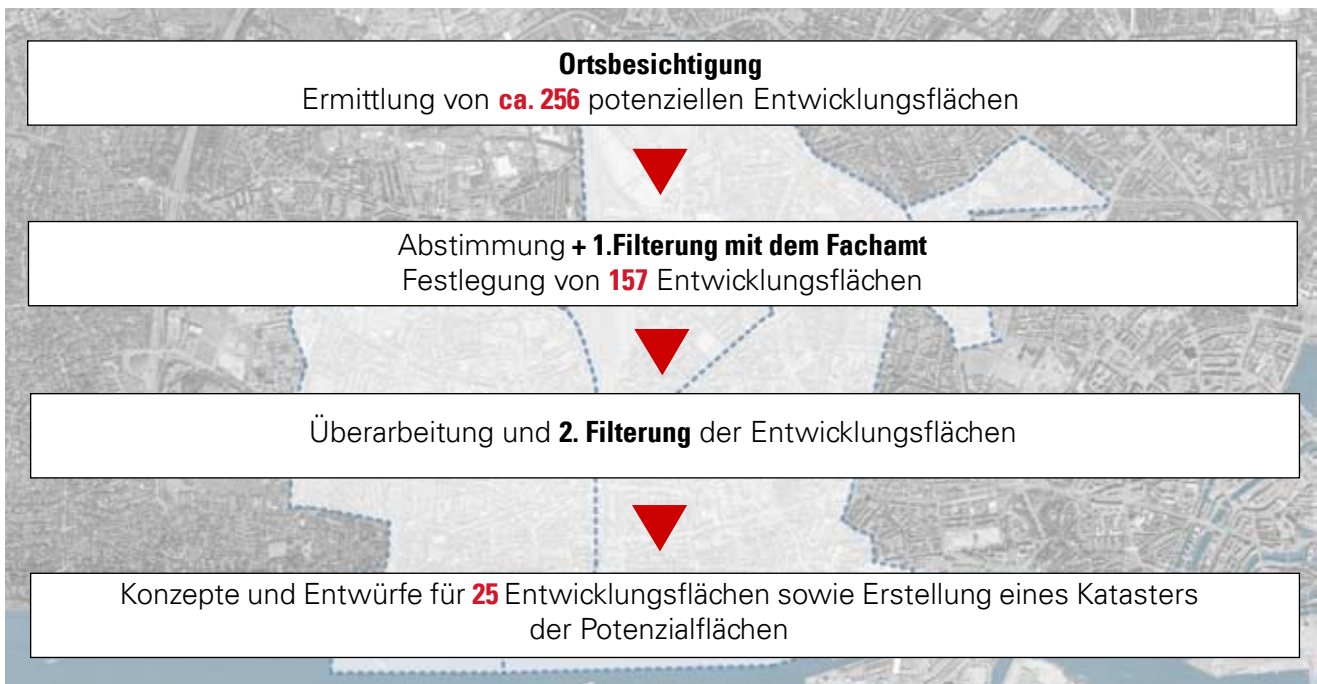 Ortsbesichtigung
Ermittlung von ca. 256 potenziellen Entwicklungsflächen
Abstimmung + 1.Filterung mit dem Fachamt
Festlegung von 157 Entwicklungsflächen
Überarbeitung und 2. Filterung der Entwicklungsflächen
Konzepte und Entwürfe für 25 Entwicklungsflächen sowie Erstellung eines Katasters
der Potenzialflächen